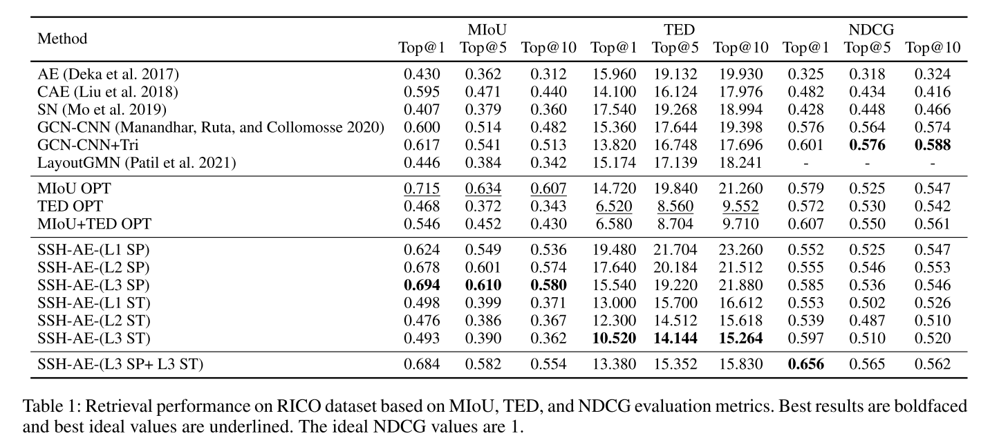 Method MIoU TED NDCG
Top@1 Top@5 Top@10 Top@1 Top@5 Top@10 Top@1 Top@5 Top@10
AE (Deka et al. 2017) 0.430 0.362 0.312 15.960 19.132 19.930 0.325 0.318 0.324
CAE (Liu et al. 2018) 0.595 0.471 0.440 14.100 16.124 17.976 0.482 0.434 0.416
SN (Mo et al. 2019) 0.407 0.379 0.360 17.540 19.268 18.994 0.428 0.448 0.466
GCN-CNN (Manandhar, Ruta, and Collomosse 2020) 0.600 0.514 0.482 15.360 17.644 19.398 0.576 0.564 0.574
GCN-CNN+Tri 0.617 0.541 0.513 13.820 16.748 17.696 0.601 0.576 0.588
LayoutGMN (Patil et al. 2021) 0.446 0.384 0.342 15.174 17.139 18.241 - - -
MIoU OPT 0.715 0.634 0.607 14.720 19.840 21.260 0.579 0.525 0.547
TED OPT 0.468 0.372 0.343 6.520 8.560 9.552 0.572 0.530 0.542
MIoU+TED OPT 0.546 0.452 0.430 6.580 8.704 9.710 0.607 0.550 0.561
SSH-AE-(L1 SP) 0.624 0.549 0.536 19.480 21.704 23.260 0.552 0.525 0.547
SSH-AE-(L2 SP) 0.678 0.601 0.574 17.640 20.184 21.512 0.555 0.546 0.553
SSH-AE-(L3 SP) 0.694 0.610 0.580 15.540 19.220 21.880 0.585 0.536 0.546
SSH-AE-(L1 ST) 0.498 0.399 0.371 13.000 15.700 16.612 0.553 0.502 0.526
SSH-AE-(L2 ST) 0.476 0.386 0.367 12.300 14.512 15.618 0.539 0.487 0.510
SSH-AE-(L3 ST) 0.493 0.390 0.362 10.520 14.144 15.264 0.597 0.510 0.520
SSH-AE-(L3 SP+ L3 ST) 0.684 0.582 0.554 13.380 15.352 15.830 0.656 0.565 0.562
Table 1: Retrieval performance on RICO dataset based on MIoU, TED, and NDCG evaluation metrics. Best results are boldfaced
and best ideal values are underlined. The ideal NDCG values are 1.